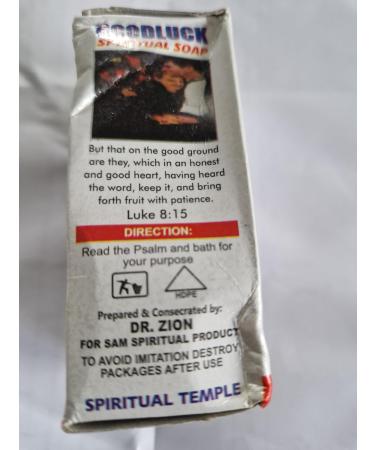 GOODLUCK
SPIRITUAL SOAP
But that on the good ground
are they, which in an honest
and good heart, having heard
the word, keep it, and bring
forth fruit with patience.
Luke 8:15
DIRECTION:
Read the Psalm and bath for
your purpose
HDPE
Prepared & Consecrated by:
DR. ZION
FOR SAM SPIRITUAL PRODUCT
TO AVOID IMITATION DESTROY
PACKAGES AFTER USE
SPIRITUAL TEMPLE